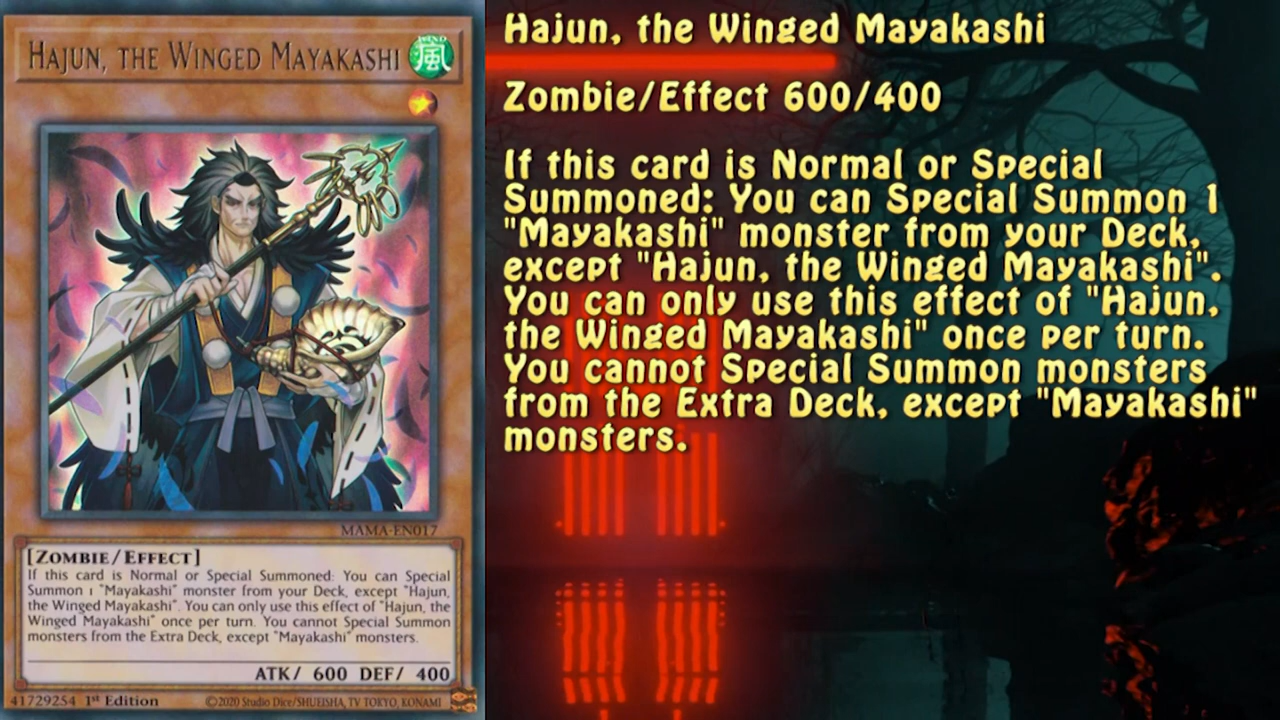 HAJUN, THE WINGED MAYAKASHI
WIND
風
MAMA-EN017
[ZOMBIE/EFFECT]
If this card is Normal or Special Summoned: You can Special
Summon 1 "Mayakashi" monster from your Deck, except "Hajun,
the Winged Mayakashi". You can only use this effect of "Hajun, the
Winged Mayakashi" once per turn. You cannot Special Summon
monsters from the Extra Deck, except "Mayakashi" monsters.
ATK/ 600 DEF/ 400
41729254 1st Edition ©2020 Studio Dice/SHUEISHA, TV TOKYO, KONAMI
Hajun, the Winged Mayakashi
Zombie/Effect 600/400
If this card is Normal or Special
Summoned: You can Special Summon 1
"Mayakashi" monster from your Deck,
except "Hajun, the Winged Mayakashi".
You can only use this effect of "Hajun,
the Winged Mayakashi" once per turn.
You cannot Special Summon monsters
from the Extra Deck, except "Mayakashi"
monsters.